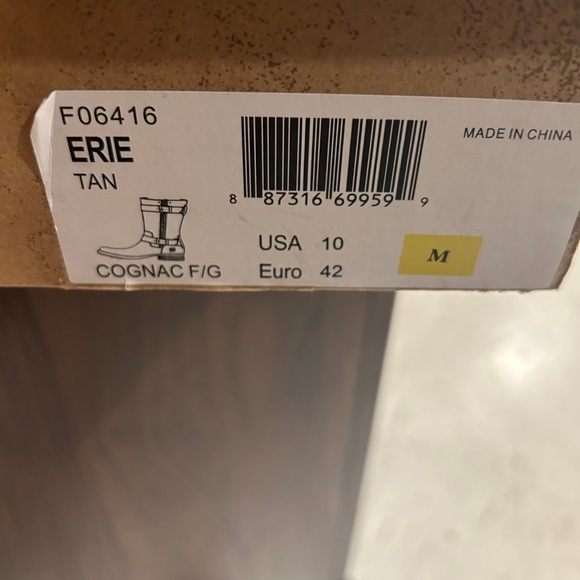 F06416
ERIE
TAN
COGNAC F/G
8 87316 69959 9
USA 10
Euro 42
M
MADE IN CHINA